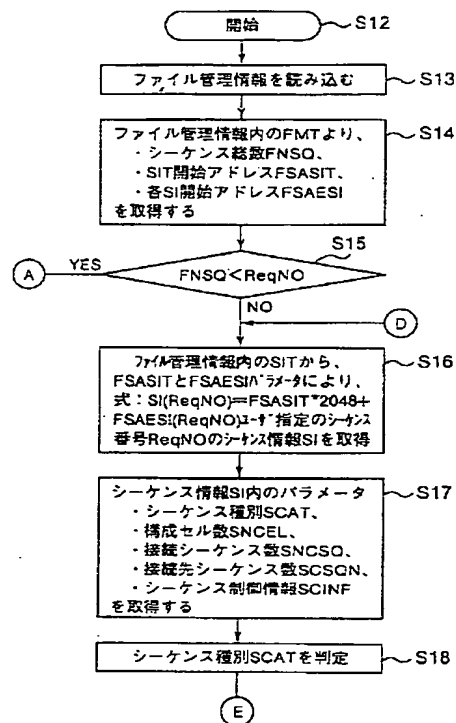 開始
S12
ファイル管理情報を読み込む
S13
ファイル管理情報内のFMTより、
・シーケンス総数FNSQ、
・SIT開始アドレスFSASIT、
・各SI開始アドレスFSAESI
を取得する
S14
S15
FNSQ<ReqNO
YES
A
NO
D
ファイル管理情報内のSITから、
FSASITとFSAESIパラメータにより、
式：SI(ReqNO)=FSASIT*2048+
FSAESI(ReqNO)ユーザ指定のシーケンス
番号ReqNOのシーケンス情報SIを取得
S16
シーケンス情報SI内のパラメータ
・シーケンス種別SCAT、
・構成セル数SNCEL、
・接続シーケンス数SNCSQ、
・接続先シーケンス数SCSQN、
・シーケンス制御情報SCINF
を取得する
S17
シーケンス種別SCATを判定
S18
E